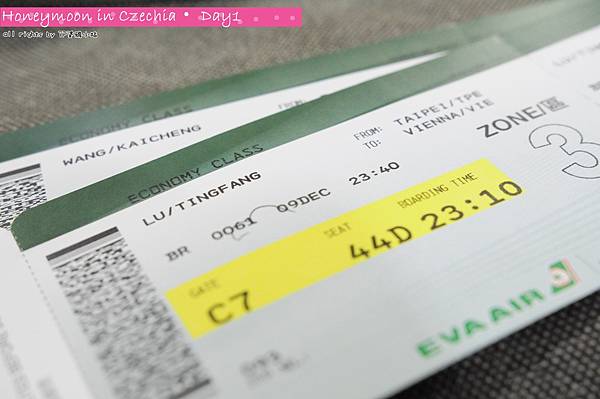 Honeymoon in Czechia • Day1
all rights by
ECONOMY CLASS
WANG/KAICHENG
ECONOMY CLASS
LU/TINGFANG
FROM: TAIPEI/TPE
TO: VIENNA/VIE
BR 0061 09DEC 23:40
ZONE/區
3
GATE SEAT BOARDING TIME
C7 44D 23:10
EVA AIR